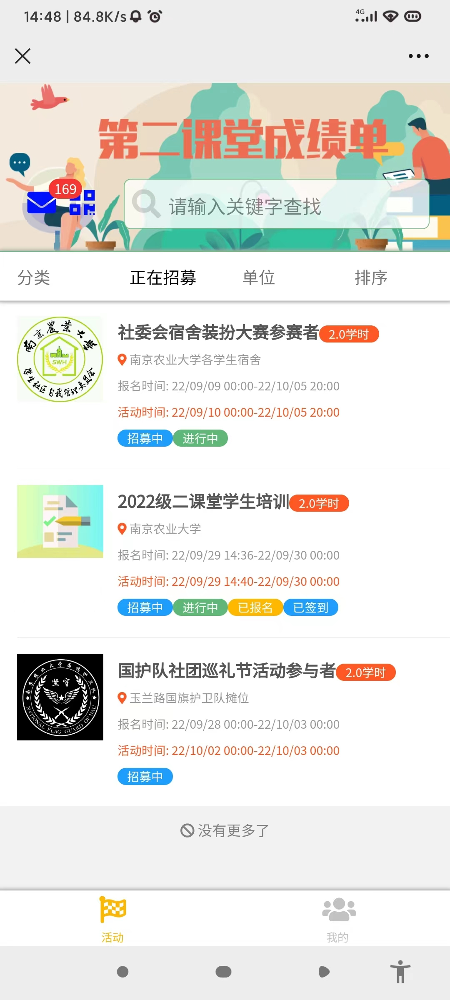 14:48 | 84.8K/s
4G
第二课堂成绩单
169
请输入关键字查找
分类 正在招募 单位 排序
南京農業大學
SWH
学生社区自我管理委员会
社委会宿舍装扮大赛参赛者 2.0学时
南京农业大学各学生宿舍
报名时间: 22/09/09 00:00-22/10/05 20:00
活动时间: 22/09/10 00:00-22/10/05 20:00
招募中 进行中
2022级二课堂学生培训 2.0学时
南京农业大学
报名时间: 22/09/29 14:36-22/09/30 00:00
活动时间: 22/09/29 14:40-22/09/30 00:00
招募中 进行中 已报名 已签到
南京农业大学国旗护卫队
坚守
NATIONAL FLAG GUARD OF NAU
国护队社团巡礼节活动参与者 2.0学时
玉兰路国旗护卫队摊位
报名时间: 22/09/28 00:00-22/10/03 00:00
活动时间: 22/10/02 00:00-22/10/03 00:00
招募中
没有更多了
活动 我的